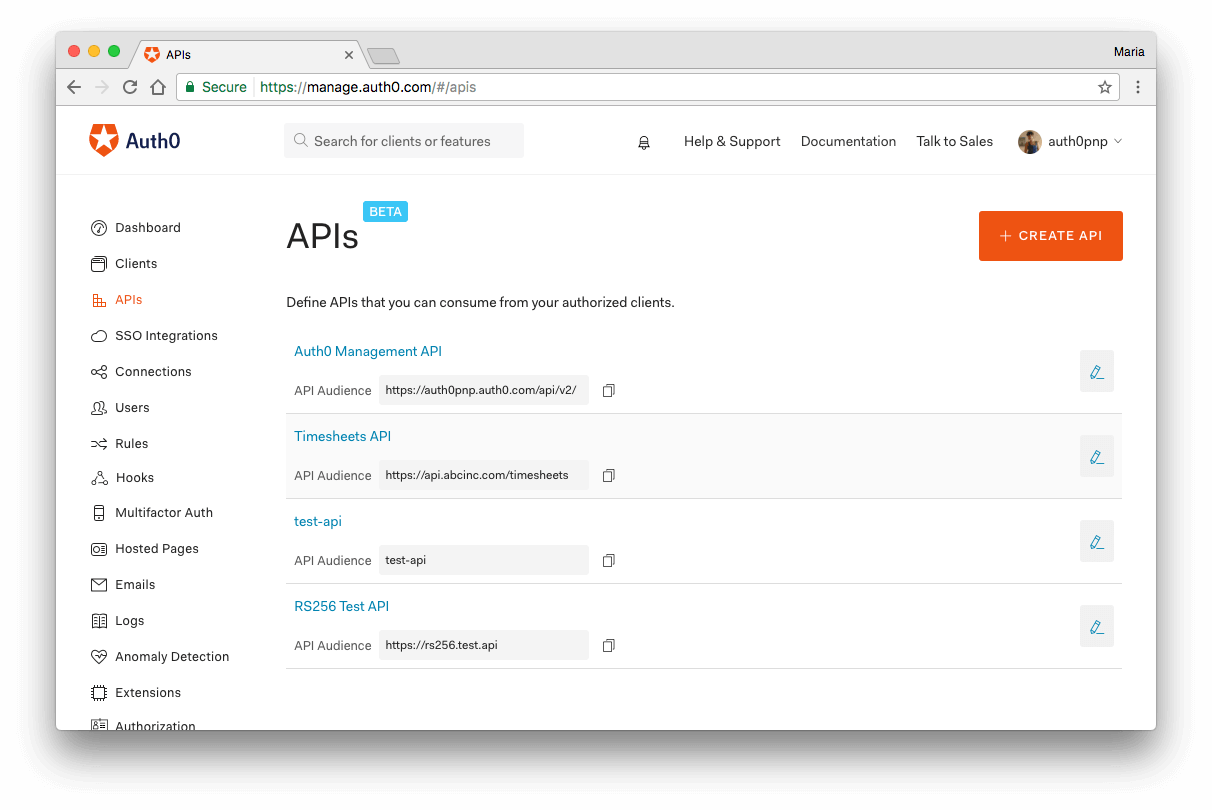 APIs
Maria
Secure
https://manage.auth0.com/#/apis
Auth0
Search for clients or features
Help & Support
Documentation
Talk to Sales
auth0pnp
Dashboard
Clients
APIs
SSO Integrations
Connections
Users
Rules
Hooks
Multifactor Auth
Hosted Pages
Emails
Logs
Anomaly Detection
Extensions
Authorization
APIs
BETA
+ CREATE API
Define APIs that you can consume from your authorized clients.
Auth0 Management API
API Audience https://auth0pnp.auth0.com/api/v2/
Timesheets API
API Audience https://api.abcinc.com/timesheets
test-api
API Audience test-api
RS256 Test API
API Audience https://rs256.test.api